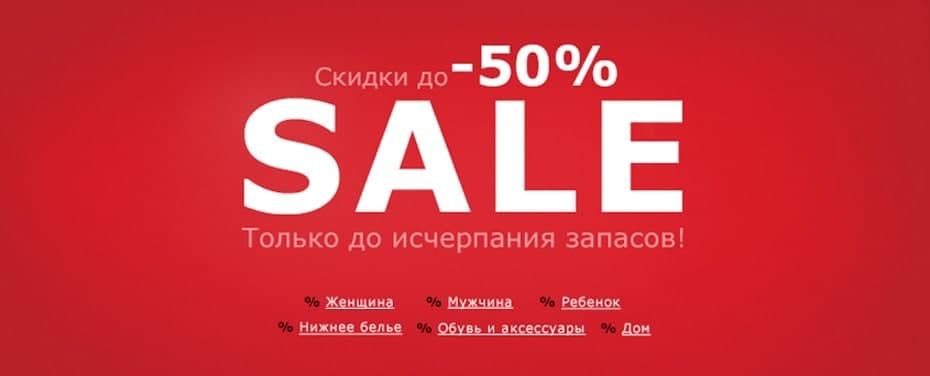 Скидки до -50%
SALE
Только до исчерпания запасов!
% Женщина % Мужчина % Ребенок
% Нижнее белье % Обувь и аксессуары % Дом